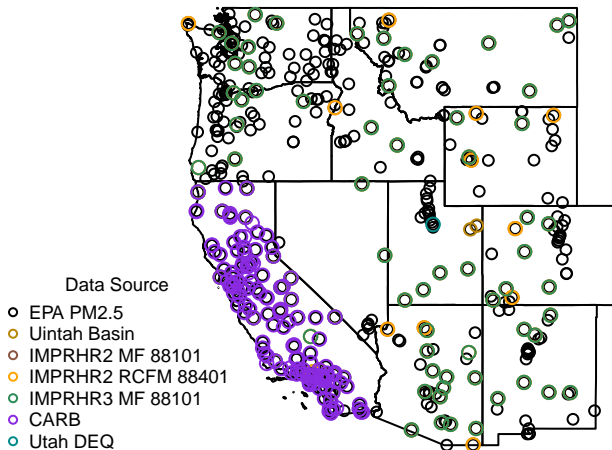 Data Source
EPA PM2.5
Uintah Basin
IMPRHR2 MF 88101
IMPRHR2 RCFM 88401
IMPRHR3 MF 88101
CARB
Utah DEQ